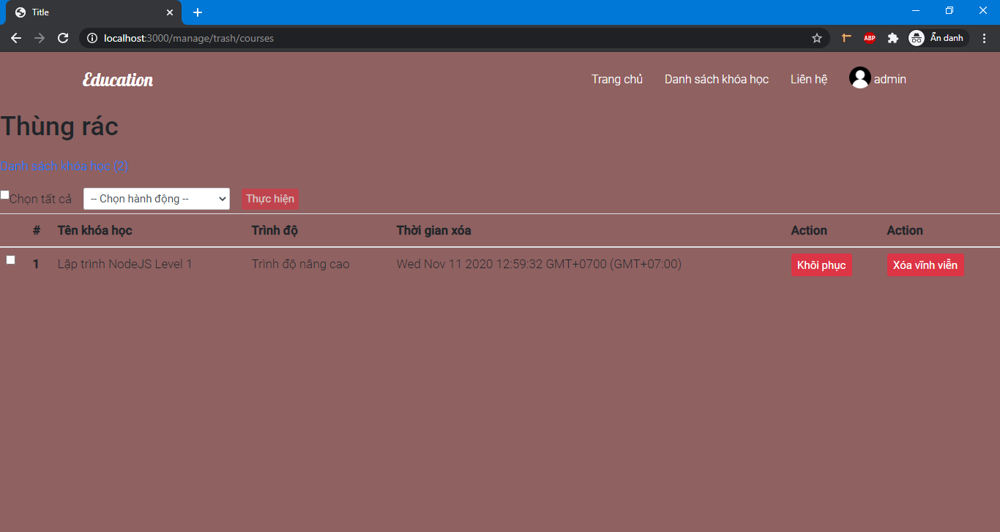 Title
localhost:3000/manage/trash/courses
ABP
Ẩn danh
Education
Trang chủ
Danh sách khóa học
Liên hệ
admin
Thùng rác
Danh sách khóa học (2)
Chọn tất cả
-- Chọn hành động --
Thực hiện
# Tên khóa học Trình độ Thời gian xóa Action Action
1 Lập trình NodeJS Level 1 Trình độ nâng cao Wed Nov 11 2020 12:59:32 GMT+0700 (GMT+07:00) Khôi phục Xóa vĩnh viễn